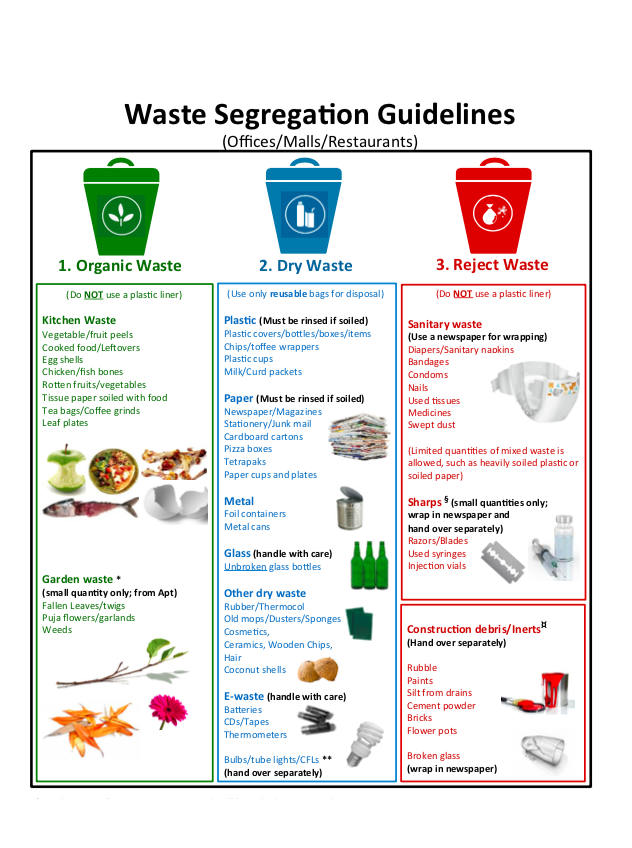 Waste Segregation Guidelines
(Offices/Malls/Restaurants)
1. Organic Waste
(Do NOT use a plastic liner)
Kitchen Waste
Vegetable/fruit peels
Cooked food/Leftovers
Egg shells
Chicken/fish bones
Rotten fruits/vegetables
Tissue paper soiled with food
Tea bags/Coffee grinds
Leaf plates
Garden waste *
(small quantity only; from Apt)
Fallen Leaves/twigs
Puja flowers/garlands
Weeds
2. Dry Waste
(Use only reusable bags for disposal)
Plastic (Must be rinsed if soiled)
Plastic covers/bottles/boxes/items
Chips/toffee wrappers
Plastic cups
Milk/Curd packets
Paper (Must be rinsed if soiled)
Newspaper/Magazines
Stationery/Junk mail
Cardboard cartons
Pizza boxes
Tetrapaks
Paper cups and plates
Metal
Foil containers
Metal cans
Glass (handle with care)
Unbroken glass bottles
Other dry waste
Rubber/Thermocol
Old mops/Dusters/Sponges
Cosmetics,
Ceramics, Wooden Chips,
Hair
Coconut shells
E-waste (handle with care)
Batteries
CDs/Tapes
Thermometers
Bulbs/tube lights/CFLs **
(hand over separately)
3. Reject Waste
(Do NOT use a plastic liner)
Sanitary waste
(Use a newspaper for wrapping)
Diapers/Sanitary napkins
Bandages
Condoms
Nails
Used tissues
Medicines
Swept dust
(Limited quantities of mixed waste is
allowed, such as heavily soiled plastic or
soiled paper)
Sharps § (small quantities only;
wrap in newspaper and
hand over separately)
Razors/Blades
Used syringes
Injection vials
Construction debris/Inerts¤
(Hand over separately)
Rubble
Paints
Silt from drains
Cement powder
Bricks
Flower pots
Broken glass
(wrap in newspaper)